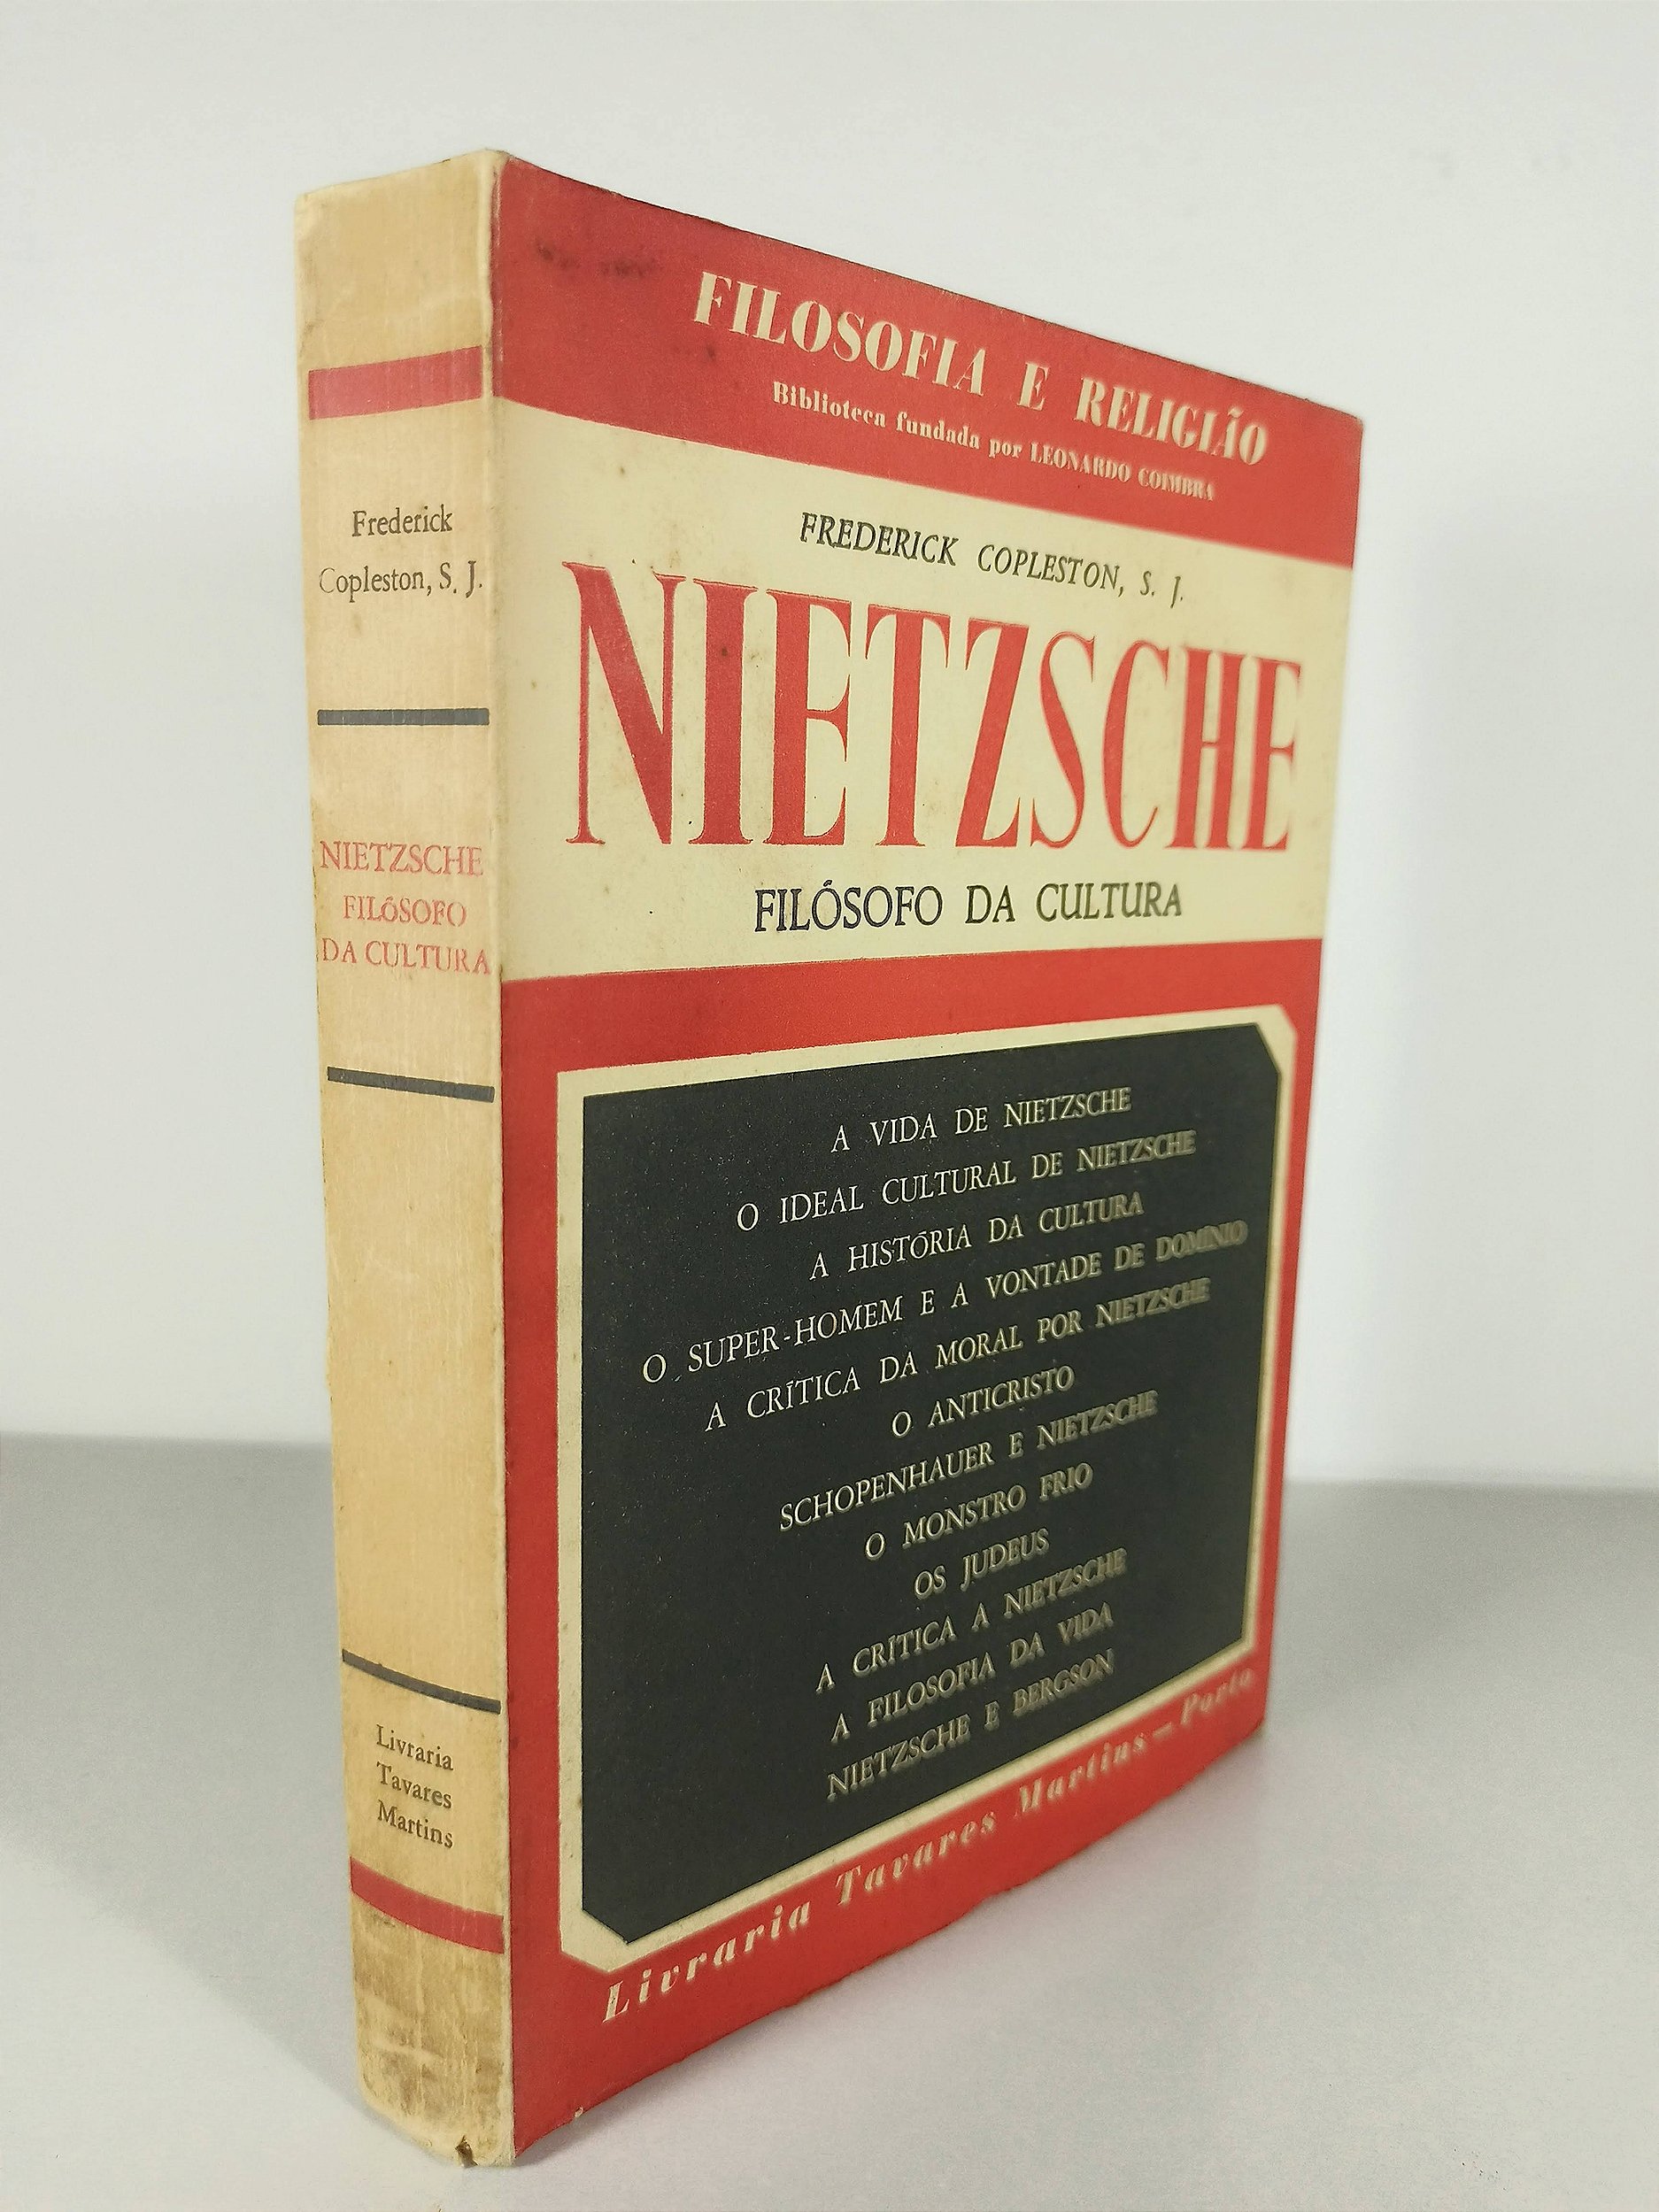 Frederick
Copleston, S. J.
NIETZSCHE
FILÓSOFO
DA CULTURA
Livraria
Tavares
Martins
FILOSOFIA E RELIGIÃO
Biblioteca fundada por LEONARDO COIMBRA
FREDERICK COPLESTON, S. J.
NIETZSCHE
FILÓSOFO DA CULTURA
A VIDA DE NIETZSCHE
O IDEAL CULTURAL DE NIETZSCHE
A HISTÓRIA DA CULTURA
O SUPER-HOMEM E A VONTADE DE DOMÍNIO
A CRÍTICA DA MORAL POR NIETZSCHE
O ANTICRISTO
SCHOPENHAUER E NIETZSCHE
O MONSTRO FRIO
OS JUDEUS
A CRÍTICA A NIETZSCHE
A FILOSOFIA DA VIDA
NIETZSCHE E BERGSON
Livraria Tavares Martins — Porto